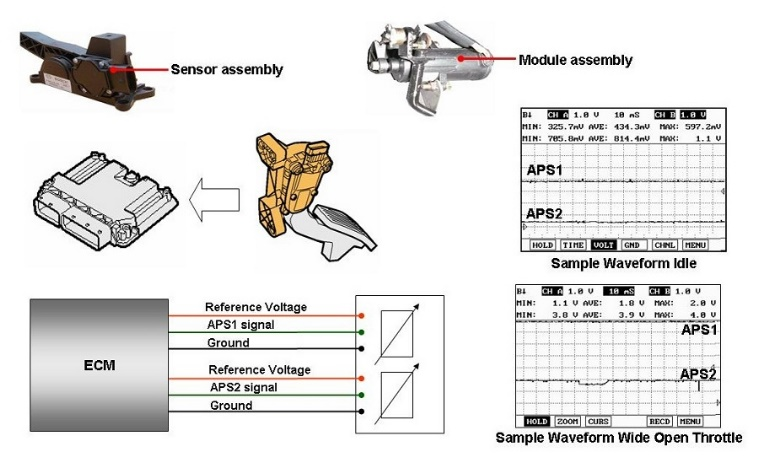 Sensor assembly
Module assembly
B↓ CH A 1.0 V 10 mS CH B 1.0 V
MIN: 325.7mV AVE: 434.3mV MAX: 597.2mV
MIN: 705.8mV AVE: 814.4mV MAX: 1.1 V
APS1
APS2
HOLD TIME VOLT GND CHNL MENU
Sample Waveform Idle
B↓ CH A 1.0 V 10 mS CH B 1.0 V
MIN: 1.1 V AVE: 1.8 V MAX: 2.0 V
MIN: 3.8 V AVE: 3.9 V MAX: 4.0 V
APS1
APS2
HOLD ZOOM CURS RECD MENU
Sample Waveform Wide Open Throttle
ECM
Reference Voltage
APS1 signal
Ground
Reference Voltage
APS2 signal
Ground